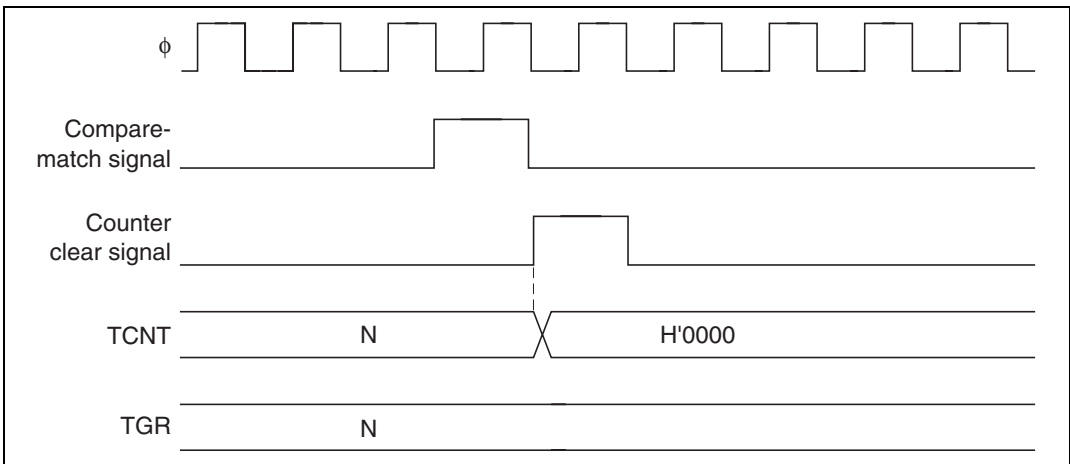 ϕ
Compare-
match signal
Counter
clear signal
TCNT N H'0000
TGR N